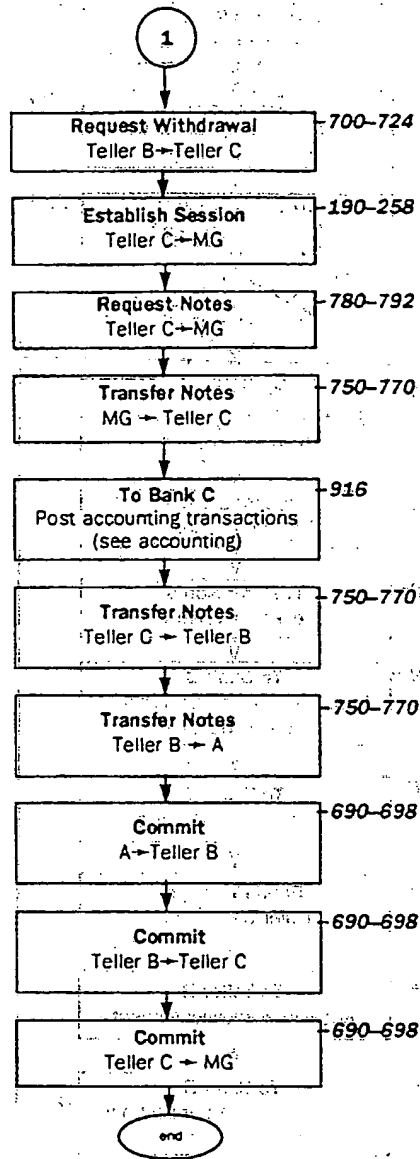 1
Request Withdrawal
Teller B→Teller C
700–724
Establish Session
Teller C→MG
190–258
Request Notes
Teller C→MG
780–792
Transfer Notes
MG → Teller C
750–770
To Bank C
Post accounting transactions
(see accounting)
916
Transfer Notes
Teller C → Teller B
750–770
Transfer Notes
Teller B → A
750–770
Commit
A→Teller B
690–698
Commit
Teller B→Teller C
690–698
Commit
Teller C → MG
690–698
end